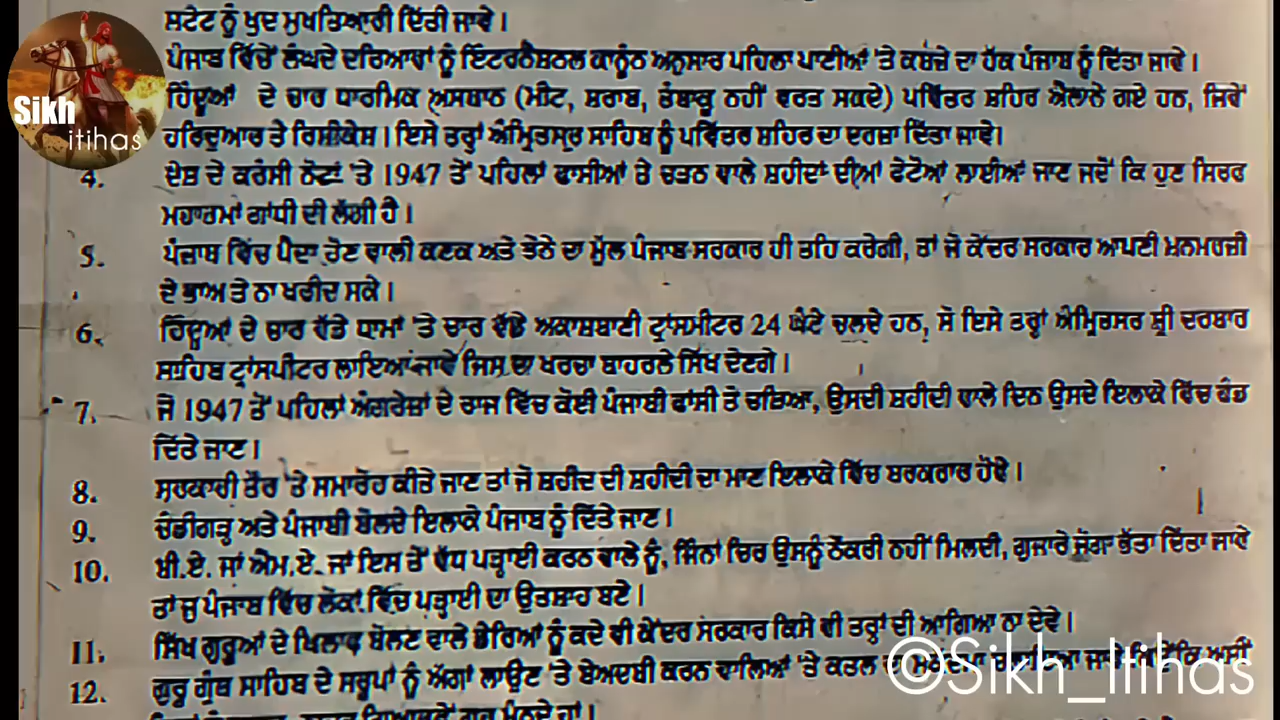 ਸਟੇਟ ਨੂੰ ਖੁਦ ਮੁਖਤਿਆਰੀ ਦਿੱਤੀ ਜਾਵੇ।
ਪੰਜਾਬ ਵਿੱਚੋਂ ਲੰਘਦੇ ਦਰਿਆਵਾਂ ਨੂੰ ਇੰਟਰਨੈਸ਼ਨਲ ਕਾਨੂੰਨ ਅਨੁਸਾਰ ਪਹਿਲਾ ਪਾਣੀਆਂ 'ਤੇ ਕਬਜੇ ਦਾ ਹੱਕ ਪੰਜਾਬ ਨੂੰ ਦਿੱਤਾ ਜਾਵੇ।
ਹਿੰਦੂਆਂ ਦੇ ਚਾਰ ਧਾਰਮਿਕ ਅਸਥਾਨ (ਮੀਟ, ਸ਼ਰਾਬ, ਤੰਬਾਕੂ ਨਹੀਂ ਵਰਤ ਸਕਦੇ) ਪਵਿੱਤਰ ਸ਼ਹਿਰ ਐਲਾਨੇ ਗਏ ਹਨ, ਜਿਵੇਂ
Sikh itihas
ਹਰਿਦੁਆਰ ਤੇ ਰਿਸ਼ੀਕੇਸ਼। ਇਸੇ ਤਰ੍ਹਾਂ ਅੰਮ੍ਰਿਤਸਰ ਸਾਹਿਬ ਨੂੰ ਪਵਿੱਤਰ ਸ਼ਹਿਰ ਦਾ ਦਰਜ਼ਾ ਦਿੱਤਾ ਜਾਵੇ।
4. ਦੇਸ਼ ਦੇ ਕਰੰਸੀ ਨੋਟਾਂ 'ਤੇ 1947 ਤੋਂ ਪਹਿਲਾਂ ਫਾਸੀਆਂ ਤੇ ਚੜਨ ਵਾਲੇ ਸ਼ਹੀਦਾਂ ਦੀਆਂ ਫੋਟੋਆਂ ਲਾਈਆਂ ਜਾਣ ਜਦੋਂ ਕਿ ਹੁਣ ਸਿਰਫ
ਮਹਾਤਮਾਂ ਗਾਂਧੀ ਦੀ ਲੱਗੀ ਹੈ।
5. ਪੰਜਾਬ ਵਿੱਚ ਪੈਦਾ ਹੋਣ ਵਾਲੀ ਕਣਕ ਅਤੇ ਝੋਨੇ ਦਾ ਮੁੱਲ ਪੰਜਾਬ ਸਰਕਾਰ ਹੀ ਤਹਿ ਕਰੇਗੀ, ਤਾਂ ਜੋ ਕੇਂਦਰ ਸਰਕਾਰ ਆਪਣੀ ਮਨਮਰਜ਼ੀ
ਦੇ ਭਾਅ ਤੇ ਨਾ ਖਰੀਦ ਸਕੇ।
6. ਹਿੰਦੂਆਂ ਦੇ ਚਾਰ ਵੱਡੇ ਧਾਮਾਂ 'ਤੇ ਚਾਰ ਵੱਡੇ ਅਕਾਸ਼ਬਾਣੀ ਟ੍ਰਾਂਸਮੀਟਰ 24 ਘੰਟੇ ਚਲਦੇ ਹਨ, ਸੋ ਇਸੇ ਤਰ੍ਹਾਂ ਅੰਮ੍ਰਿਤਸਰ ਸ਼੍ਰੀ ਦਰਬਾਰ
ਸਾਹਿਬ ਟ੍ਰਾਂਸਮੀਟਰ ਲਾਇਆ ਜਾਵੇ ਜਿਸ ਦਾ ਖਰਚਾ ਬਾਹਰਲੇ ਸਿੱਖ ਦੇਣਗੇ।
7. ਜੋ 1947 ਤੋਂ ਪਹਿਲਾਂ ਅੰਗਰੇਜ਼ਾਂ ਦੇ ਰਾਜ ਵਿੱਚ ਕੋਈ ਪੰਜਾਬੀ ਫਾਂਸੀ ਤੇ ਚੜਿਆ, ਉਸਦੀ ਸ਼ਹੀਦੀ ਵਾਲੇ ਦਿਨ ਉਸਦੇ ਇਲਾਕੇ ਵਿੱਚ ਫੰਡ
ਦਿੱਤੇ ਜਾਣ।
8. ਸਰਕਾਰੀ ਤੌਰ 'ਤੇ ਸਮਾਰੋਹ ਕੀਤੇ ਜਾਣ ਤਾਂ ਜੋ ਸ਼ਹੀਦ ਦੀ ਸ਼ਹੀਦੀ ਦਾ ਮਾਣ ਇਲਾਕੇ ਵਿੱਚ ਬਰਕਰਾਰ ਹੋਵੇ।
9. ਚੰਡੀਗੜ੍ਹ ਅਤੇ ਪੰਜਾਬੀ ਬੋਲਦੇ ਇਲਾਕੇ ਪੰਜਾਬ ਨੂੰ ਦਿੱਤੇ ਜਾਣ।
10. ਬੀ.ਏ. ਜਾਂ ਐਮ.ਏ. ਜਾਂ ਇਸ ਤੋਂ ਵੱਧ ਪੜ੍ਹਾਈ ਕਰਨ ਵਾਲੇ ਨੂੰ, ਜਿੰਨਾਂ ਚਿਰ ਉਸਨੂੰ ਨੌਕਰੀ ਨਹੀਂ ਮਿਲਦੀ, ਗੁਜਾਰੇ ਜੋਗਾ ਭੱਤਾ ਦਿੱਤਾ ਜਾਵੇ
ਤਾਂ ਜੁ ਪੰਜਾਬ ਵਿੱਚ ਲੋਕਾਂ ਵਿੱਚ ਪੜ੍ਹਾਈ ਦਾ ਉਤਸ਼ਾਹ ਬਣੇ।
11. ਸਿੱਖ ਗੁਰੂਆਂ ਦੇ ਖਿਲਾਫ ਬੋਲਣ ਵਾਲੇ ਡੇਰਿਆਂ ਨੂੰ ਕਦੇ ਵੀ ਕੇਂਦਰ ਸਰਕਾਰ ਕਿਸੇ ਵੀ ਤਰ੍ਹਾਂ ਦੀ ਆਗਿਆ ਨਾ ਦੇਵੇ।
12. ਗੁਰੂ ਗ੍ਰੰਥ ਸਾਹਿਬ ਦੇ ਸਰੂਪਾਂ ਨੂੰ ਅੱਗਾਂ ਲਾਉਣ 'ਤੇ ਬੇਅਦਬੀ ਕਰਨ ਵਾਲਿਆਂ 'ਤੇ ਕਤਲ ਦਾ ਅਸੀਂ
©Sikh_Itihas
ਗੁਰੂ ਮੰਨਦੇ ਹਾਂ।